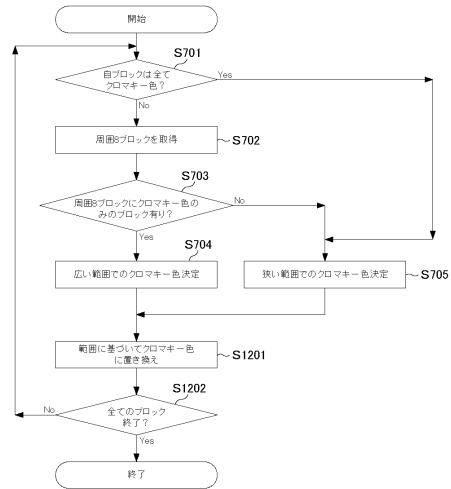 開始
S701
自ブロックは全て
クロマキー色？
Yes
No
周囲8ブロックを取得
S702
S703
周囲8ブロックにクロマキー色の
みのブロック有り？
No
Yes
S704
広い範囲でのクロマキー色決定
狭い範囲でのクロマキー色決定
S705
範囲に基づいてクロマキー色
に置き換え
S1201
S1202
全てのブロック
終了？
No
Yes
終了